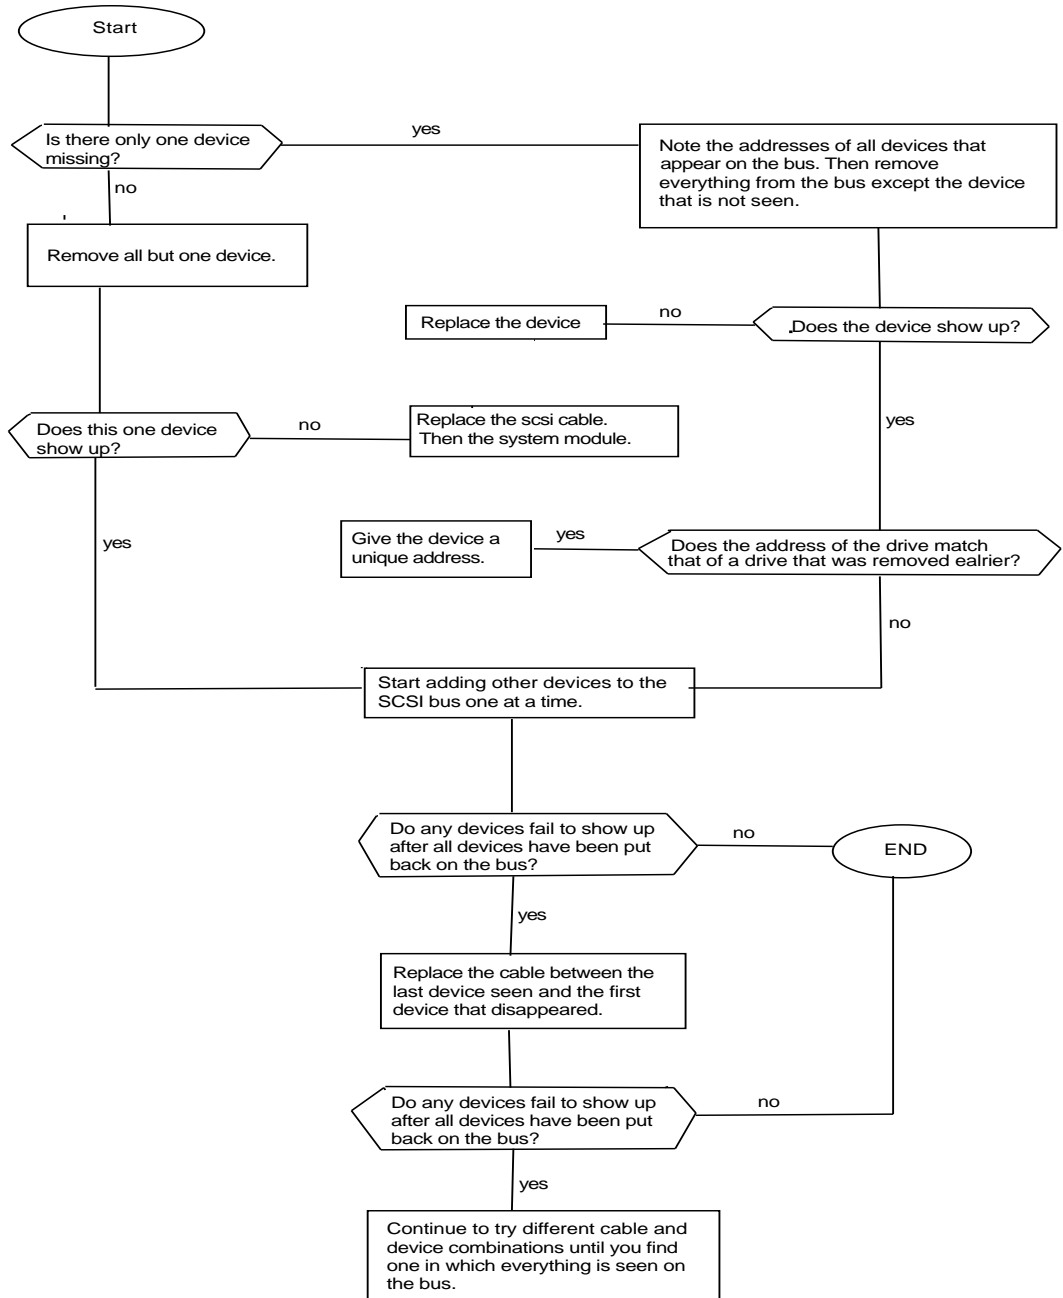 Start
Is there only one device
missing?
yes
Note the addresses of all devices that
appear on the bus. Then remove
everything from the bus except the device
that is not seen.
no
Remove all but one device.
Replace the device
no
Does the device show up?
Does this one device
show up?
no
Replace the scsi cable.
Then the system module.
yes
yes
Give the device a
unique address.
yes
Does the address of the drive match
that of a drive that was removed ealrier?
no
Start adding other devices to the
SCSI bus one at a time.
Do any devices fail to show up
after all devices have been put
back on the bus?
no
END
yes
Replace the cable between the
last device seen and the first
device that disappeared.
Do any devices fail to show up
after all devices have been put
back on the bus?
no
yes
Continue to try different cable and
device combinations until you find
one in which everything is seen on
the bus.